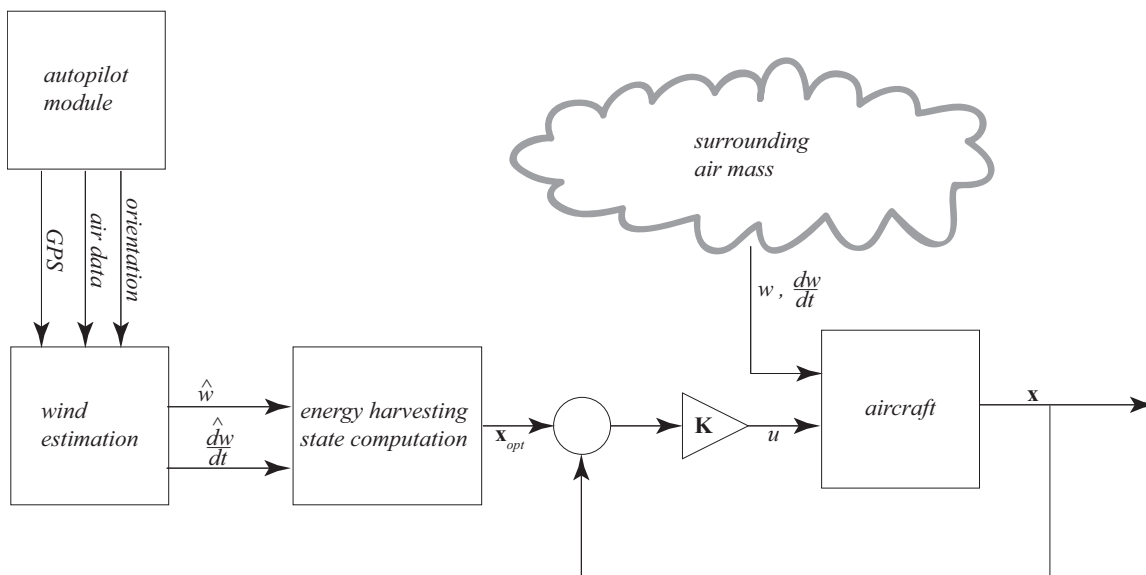 autopilot
module
GPS
air data
orientation
surrounding
air mass
w , dw
dt
wind
estimation
ŵ
d̂w
dt
energy harvesting
state computation
x_opt
K
u
aircraft
x